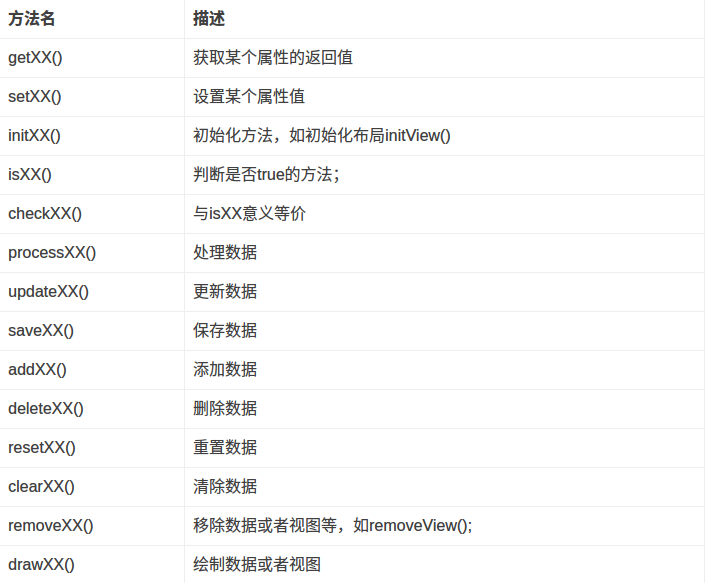 方法名 描述
getXX() 获取某个属性的返回值
setXX() 设置某个属性值
initXX() 初始化方法，如初始化布局initView()
isXX() 判断是否true的方法；
checkXX() 与isXX意义等价
processXX() 处理数据
updateXX() 更新数据
saveXX() 保存数据
addXX() 添加数据
deleteXX() 删除数据
resetXX() 重置数据
clearXX() 清除数据
removeXX() 移除数据或者视图等，如removeView();
drawXX() 绘制数据或者视图